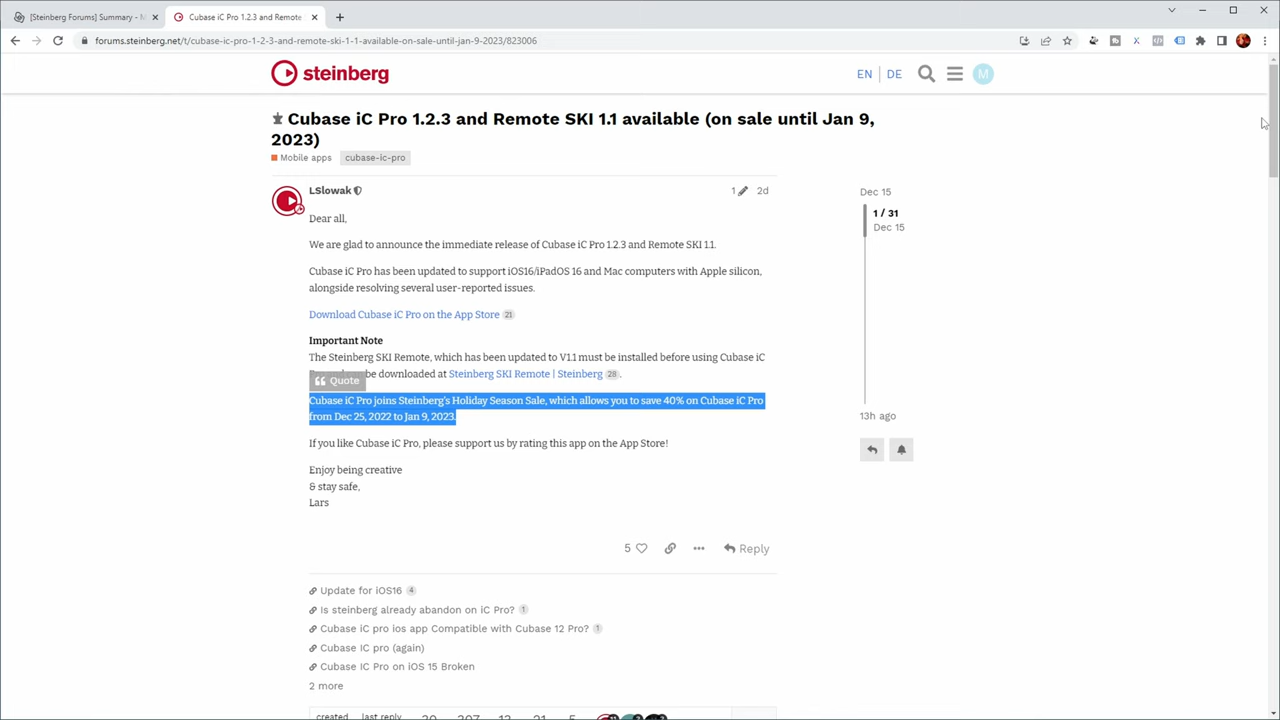 [Steinberg Forums] Summary - M
Cubase iC Pro 1.2.3 and Remote
forums.steinberg.net/t/cubase-ic-pro-1-2-3-and-remote-ski-1-1-available-on-sale-until-jan-9-2023/823006
steinberg
EN DE
M
Cubase iC Pro 1.2.3 and Remote SKI 1.1 available (on sale until Jan 9,
2023)
Mobile apps cubase-ic-pro
LSlowak 1 2d
Dear all,
We are glad to announce the immediate release of Cubase iC Pro 1.2.3 and Remote SKI 1.1.
Cubase iC Pro has been updated to support iOS16/iPadOS 16 and Mac computers with Apple silicon,
alongside resolving several user-reported issues.
Download Cubase iC Pro on the App Store 21
Important Note
The Steinberg SKI Remote, which has been updated to V1.1 must be installed before using Cubase iC
be downloaded at Steinberg SKI Remote | Steinberg 28 .
Quote
Cubase iC Pro joins Steinberg's Holiday Season Sale, which allows you to save 40% on Cubase iC Pro
from Dec 25, 2022 to Jan 9, 2023.
If you like Cubase iC Pro, please support us by rating this app on the App Store!
Enjoy being creative
& stay safe,
Lars
5 Reply
Dec 15
1 / 31
Dec 15
13h ago
Update for iOS16 4
Is steinberg already abandon on iC Pro? 1
Cubase iC pro ios app Compatible with Cubase 12 Pro? 1
Cubase IC pro (again)
Cubase IC Pro on iOS 15 Broken
2 more
created last reply